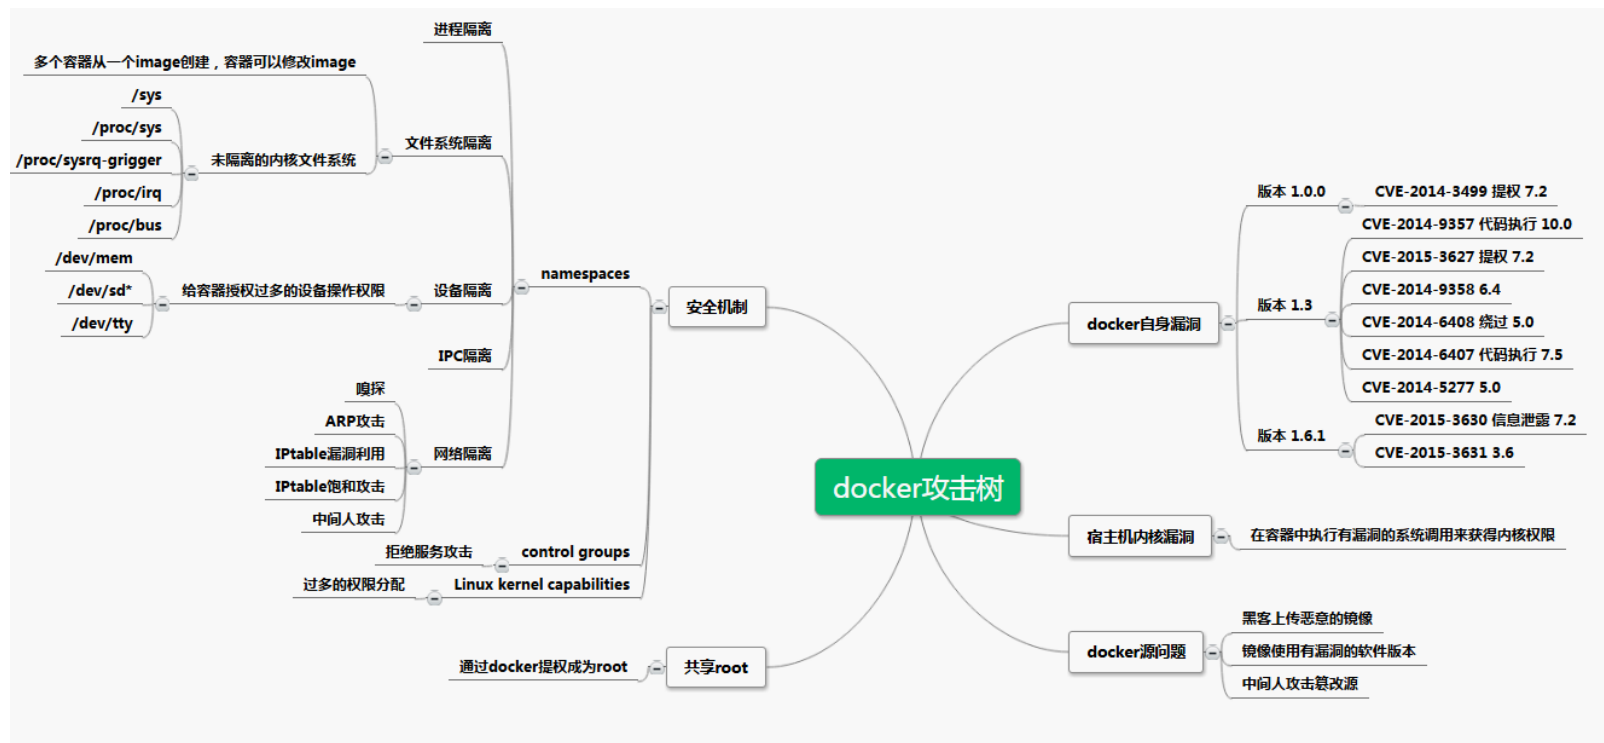 docker攻击树
安全机制
namespaces
进程隔离
文件系统隔离
多个容器从一个image创建，容器可以修改image
未隔离的内核文件系统
/sys
/proc/sys
/proc/sysrq-grigger
/proc/irq
/proc/bus
设备隔离
给容器授权过多的设备操作权限
/dev/mem
/dev/sd*
/dev/tty
IPC隔离
网络隔离
嗅探
ARP攻击
IPtable漏洞利用
IPtable饱和攻击
中间人攻击
control groups
拒绝服务攻击
Linux kernel capabilities
过多的权限分配
共享root
通过docker提权成为root
docker自身漏洞
版本 1.0.0
CVE-2014-3499 提权 7.2
版本 1.3
CVE-2014-9357 代码执行 10.0
CVE-2015-3627 提权 7.2
CVE-2014-9358 6.4
CVE-2014-6408 绕过 5.0
CVE-2014-6407 代码执行 7.5
CVE-2014-5277 5.0
版本 1.6.1
CVE-2015-3630 信息泄露 7.2
CVE-2015-3631 3.6
宿主机内核漏洞
在容器中执行有漏洞的系统调用来获得内核权限
docker源问题
黑客上传恶意的镜像
镜像使用有漏洞的软件版本
中间人攻击篡改源